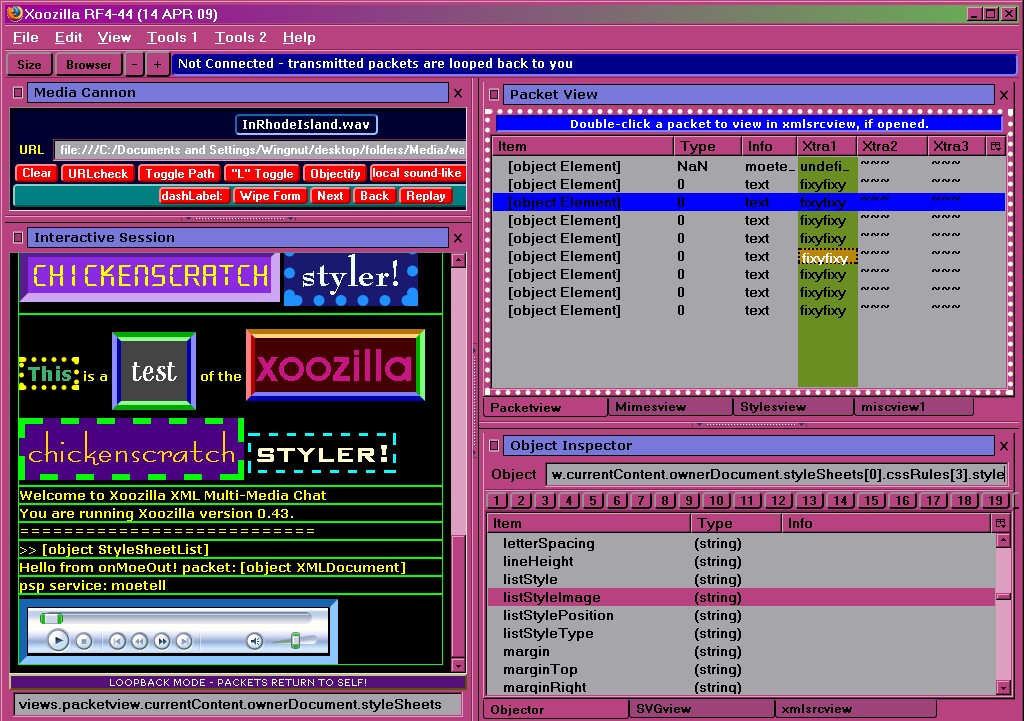 Xoozilla RF4-44 (14 APR 09)
File Edit View Tools 1 Tools 2 Help
Size Browser - + Not Connected - transmitted packets are looped back to you
Media Cannon x
InRhodeIsland.wav
URL file:///C:/Documents and Settings/Wingnut/desktop/folders/Media/wa
Clear URLcheck Toggle Path "L" Toggle Objectify local sound-like
dashLabel: Wipe Form Next Back Replay
Interactive Session x
CHICKENSCRATCH styler!
This is a test of the xoozilla
chickenscratch STYLER!
Welcome to Xoozilla XML Multi-Media Chat
You are running Xoozilla version 0.43.
============================
>> [object StyleSheetList]
Hello from onMoeOut! packet: [object XMLDocument]
psp service: moetell
LOOPBACK MODE - PACKETS RETURN TO SELF!
views.packetview.currentContent.ownerDocument.styleSheets
Packet View x
Double-click a packet to view in xmlsrcview, if opened.
Item Type Info Xtra1 Xtra2 Xtra3
[object Element] NaN moete... undefi... ~~~ ~~~
[object Element] 0 text fixyfixy ~~~ ~~~
[object Element] 0 text fixyfixy ~~~ ~~~
[object Element] 0 text fixyfixy ~~~ ~~~
[object Element] 0 text fixyfixy ~~~ ~~~
[object Element] 0 text fixyfixy ~~~ ~~~
[object Element] 0 text fixyfixy ~~~ ~~~
[object Element] 0 text fixyfixy ~~~ ~~~
[object Element] 0 text fixyfixy ~~~ ~~~
Packetview Mimesview Stylesview miscview1
Object Inspector x
Object w.currentContent.ownerDocument.styleSheets[0].cssRules[3].style
1 2 3 4 5 6 7 8 9 10 11 12 13 14 15 16 17 18 19
Item Type Info
letterSpacing (string)
lineHeight (string)
listStyle (string)
listStyleImage (string)
listStylePosition (string)
listStyleType (string)
margin (string)
marginTop (string)
marginRight (string)
Objector SVGview xmlsrcview